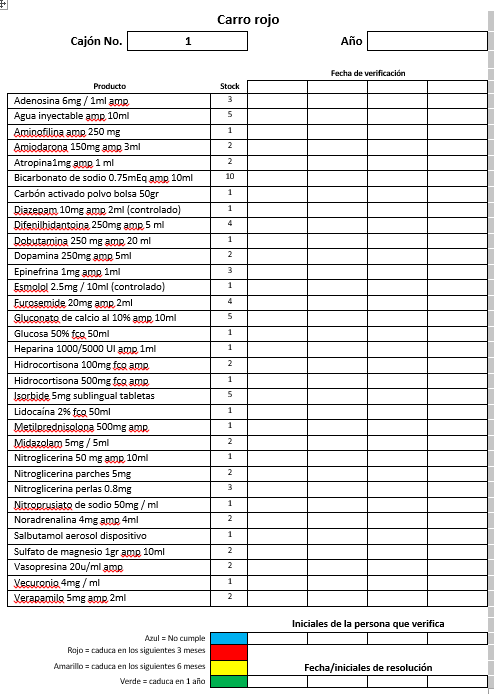 Carro rojo
Cajón No. 1 Año
Fecha de verificación
Producto Stock
Adenosina 6mg / 1ml amp 3
Agua inyectable amp 10ml 5
Aminofilina amp 250 mg 1
Amiodarona 150mg amp 3ml 2
Atropina1mg amp 1 ml 2
Bicarbonato de sodio 0.75mEq amp 10ml 10
Carbón activado polvo bolsa 50gr 1
Diazepam 10mg amp 2ml (controlado) 1
Difenilhidantoina 250mg amp 5 ml 4
Dobutamina 250 mg amp 20 ml 1
Dopamina 250mg amp 5ml 2
Epinefrina 1mg amp 1ml 3
Esmolol 2.5mg / 10ml (controlado) 1
Furosemide 20mg amp 2ml 4
Gluconato de calcio al 10% amp 10ml 5
Glucosa 50% fco 50ml 1
Heparina 1000/5000 UI amp 1ml 1
Hidrocortisona 100mg fco amp 2
Hidrocortisona 500mg fco amp 1
Isorbide 5mg sublingual tabletas 5
Lidocaína 2% fco 50ml 1
Metilprednisolona 500mg amp 1
Midazolam 5mg / 5ml 2
Nitroglicerina 50 mg amp 10ml 1
Nitroglicerina parches 5mg 2
Nitroglicerina perlas 0.8mg 3
Nitroprusiato de sodio 50mg / ml 1
Noradrenalina 4mg amp 4ml 2
Salbutamol aerosol dispositivo 1
Sulfato de magnesio 1gr amp 10ml 2
Vasopresina 20u/ml amp 2
Vecuronio 4mg / ml 1
Verapamilo 5mg amp 2ml 2
Iniciales de la persona que verifica
Azul = No cumple
Rojo = caduca en los siguientes 3 meses
Amarillo = caduca en los siguientes 6 meses Fecha/iniciales de resolución
Verde = caduca en 1 año